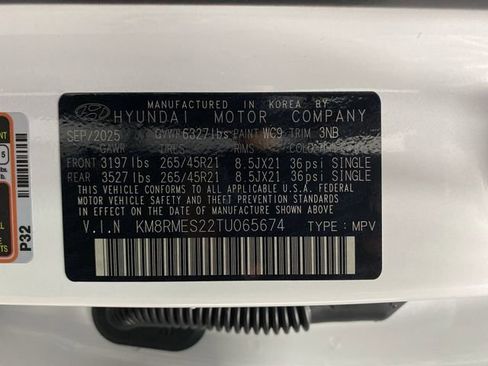 MANUFACTURED IN KOREA BY
HYUNDAI MOTOR COMPANY
SEP/2025 GVWR 6327lbs PAINT WC9 TRIM 3NB
GAWR TIRES RIMS
FRONT 3197lbs 265/45R21 8.5JX21 36psi SINGLE
REAR 3527lbs 265/45R21 8.5JX21 36psi SINGLE
THIS VEHICLE CONFORMS TO ALL APPLICABLE U.S.A. FEDERAL
MOTOR VEHICLE SAFETY, BUMPER, AND THEFT PREVENTION
STANDARDS IN EFFECT ON THE DATE OF MANUFACTURE SHOWN ABOVE.
V.I.N KM8RMES22TU065674 TYPE: MPV
P32